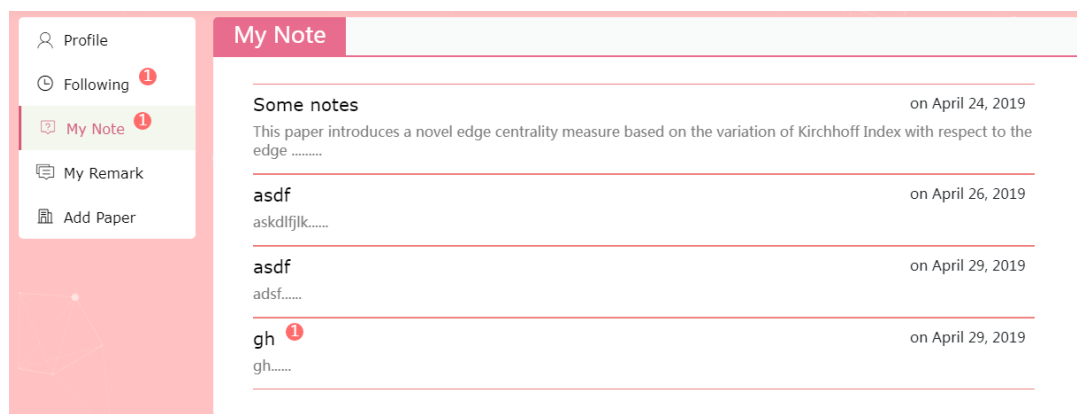 Profile
Following 1
My Note 1
My Remark
Add Paper
My Note
Some notes on April 24, 2019
This paper introduces a novel edge centrality measure based on the variation of Kirchhoff Index with respect to the
edge .........
asdf on April 26, 2019
askdlfjlk......
asdf on April 29, 2019
adsf......
gh 1 on April 29, 2019
gh......